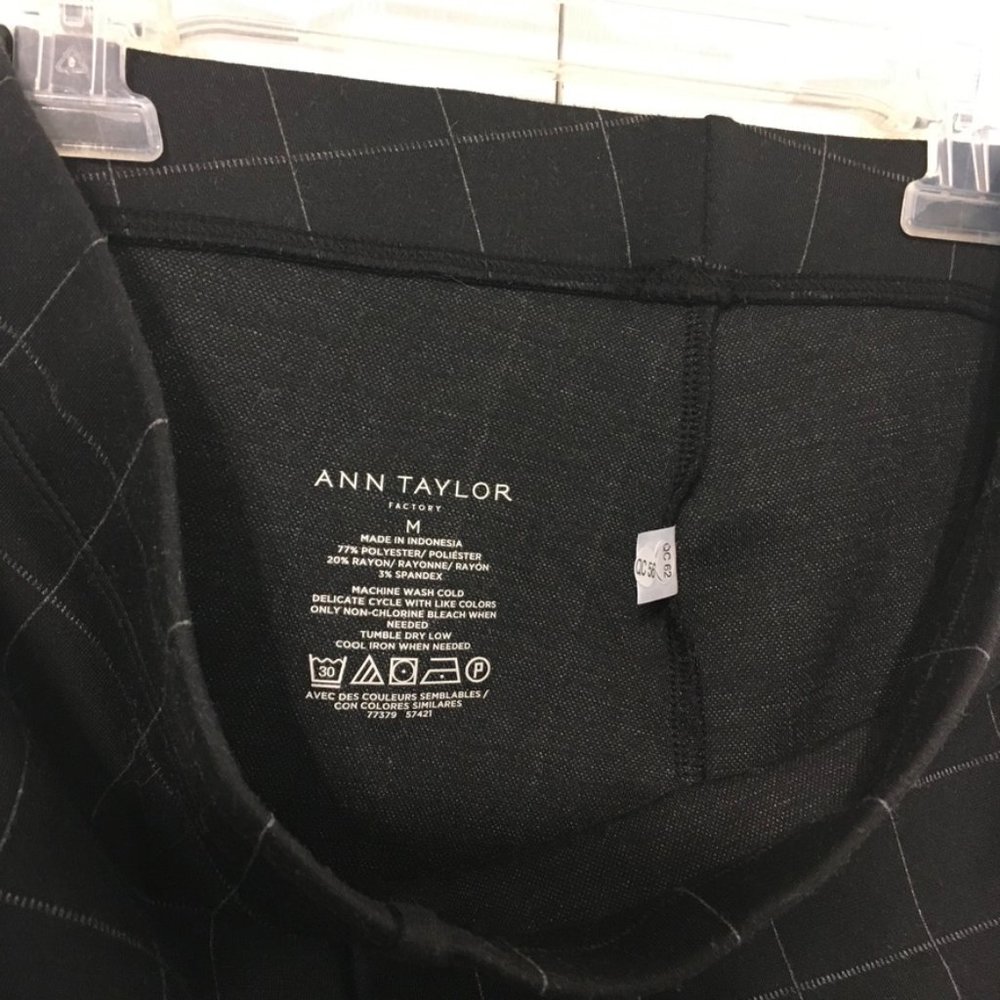 ANN TAYLOR
FACTORY
M
MADE IN INDONESIA
77% POLYESTER/ POLIÉSTER
20% RAYON/ RAYONNE/ RAYÓN
3% SPANDEX
MACHINE WASH COLD
DELICATE CYCLE WITH LIKE COLORS
ONLY NON-CHLORINE BLEACH WHEN
NEEDED
TUMBLE DRY LOW
COOL IRON WHEN NEEDED
30 P
AVEC DES COULEURS SEMBLABLES /
CON COLORES SIMILARES
77379 57421
QC 56
QC 62